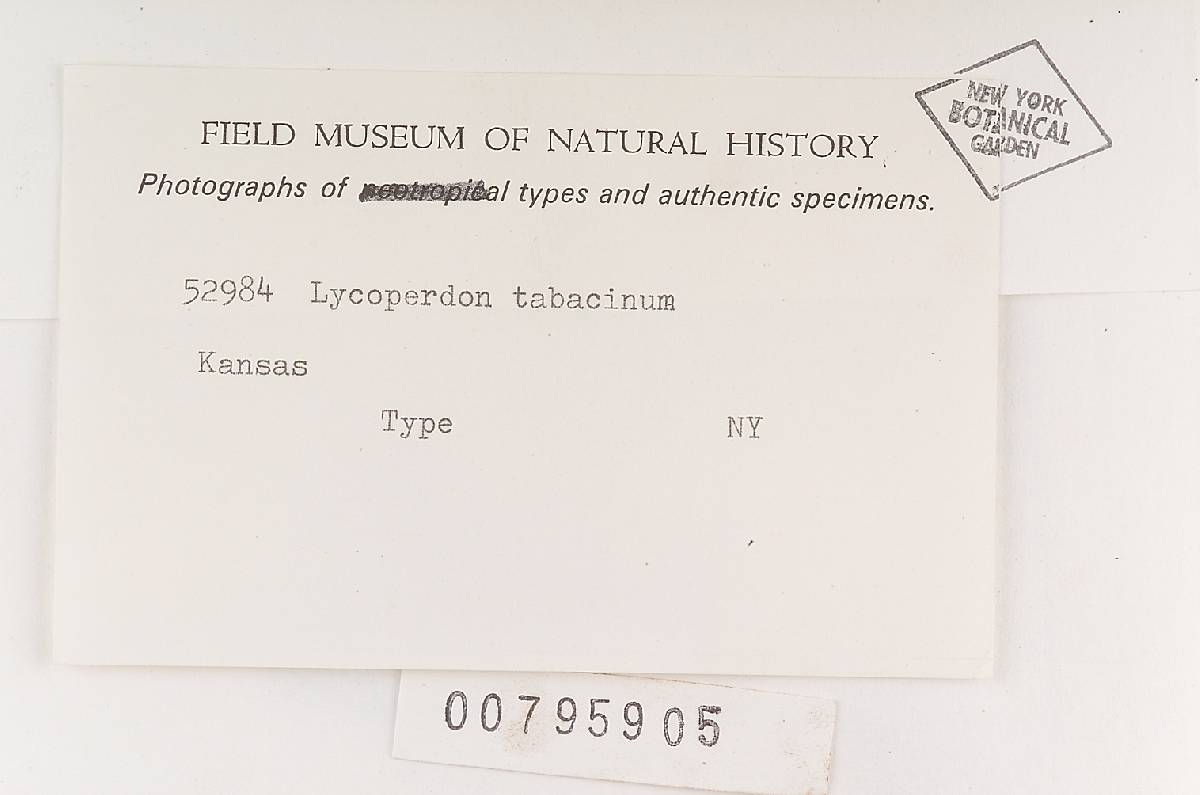 NEW YORK
BOTANICAL
GARDEN
FIELD MUSEUM OF NATURAL HISTORY
Photographs of neotropical types and authentic specimens.
52984 Lycoperdon tabacinum
Kansas
Type NY
00795905